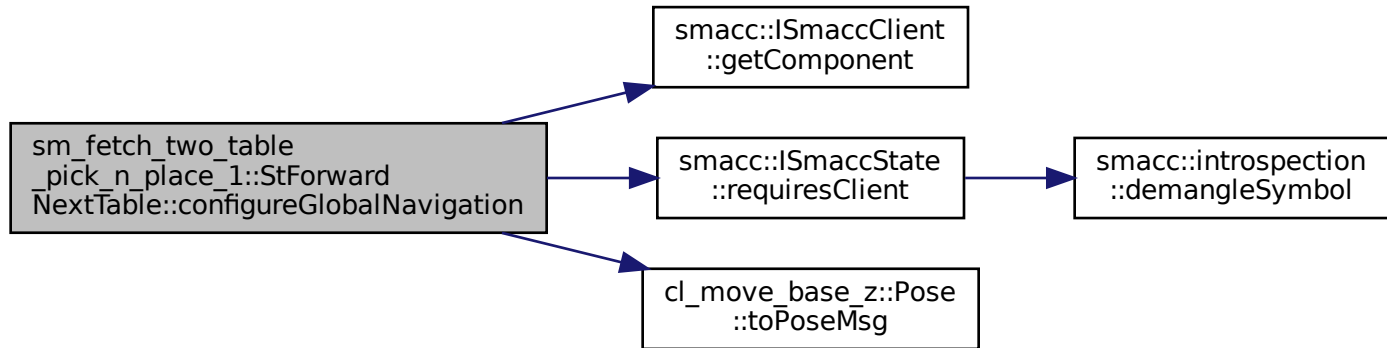 smacc::ISmaccClient
::getComponent
sm_fetch_two_table
_pick_n_place_1::StForward
NextTable::configureGlobalNavigation
smacc::ISmaccState
::requiresClient
smacc::introspection
::demangleSymbol
cl_move_base_z::Pose
::toPoseMsg